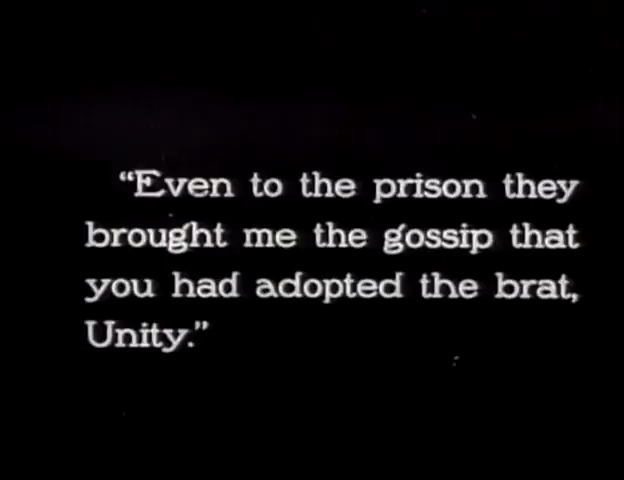 “Even to the prison they
brought me the gossip that
you had adopted the brat,
Unity.”